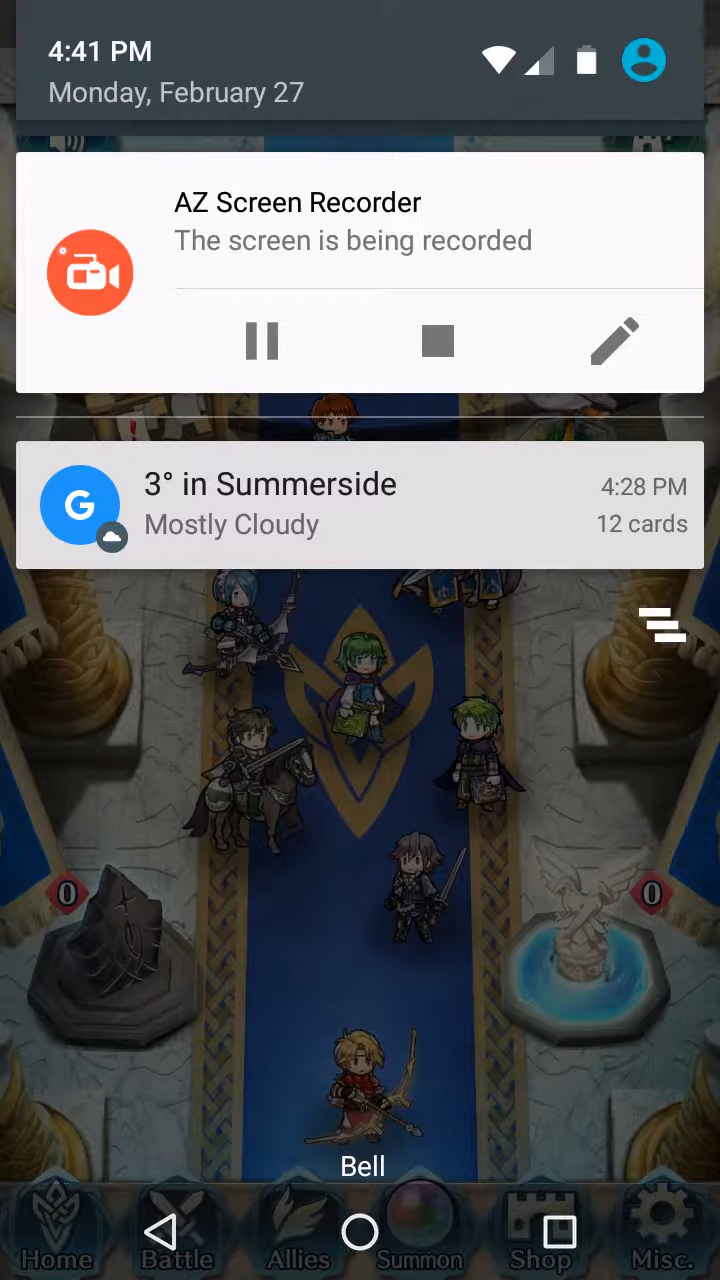 4:41 PM
Monday, February 27
AZ Screen Recorder
The screen is being recorded
G
3° in Summerside
4:28 PM
Mostly Cloudy
12 cards
0
0
Bell
Home
Battle
Allies
Summon
Shop
Misc.